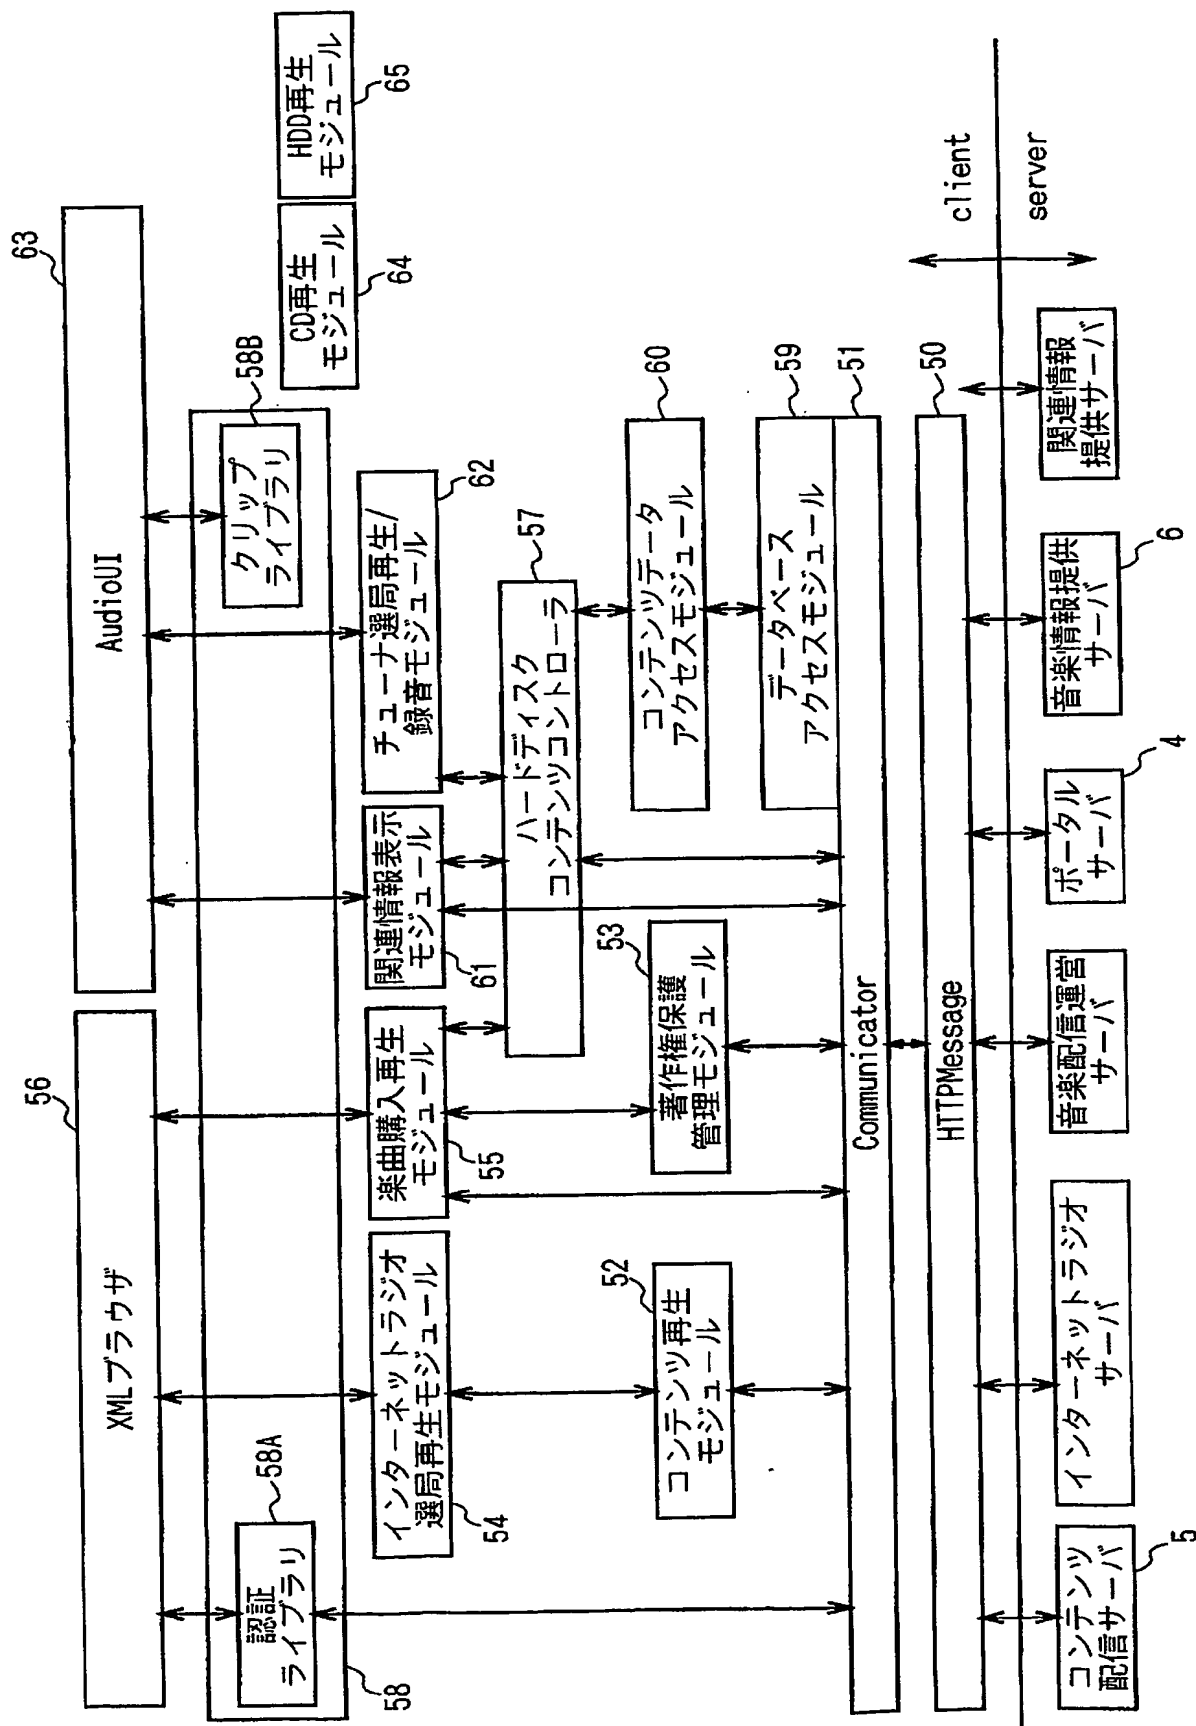 56
63
XMLブラウザ
AudioUI
58A
58B
認証
ライブラリ
クリップ
ライブラリ
58
CD再生
モジュール
64
HDD再生
モジュール
65
インターネットラジオ
選局再生モジュール
54
楽曲購入再生
モジュール
55
関連情報表示
モジュール
61
チューナ選局再生/
録音モジュール
62
ハードディスク
コンテンツコントローラ
57
コンテンツ再生
モジュール
52
著作権保護
管理モジュール
53
コンテンツデータ
アクセスモジュール
60
データベース
アクセスモジュール
59
Communicator
51
HTTPMessage
50
client
server
コンテンツ
配信サーバ
5
インターネットラジオ
サーバ
音楽配信運営
サーバ
ポータル
サーバ
4
音楽情報提供
サーバ
6
関連情報
提供サーバ